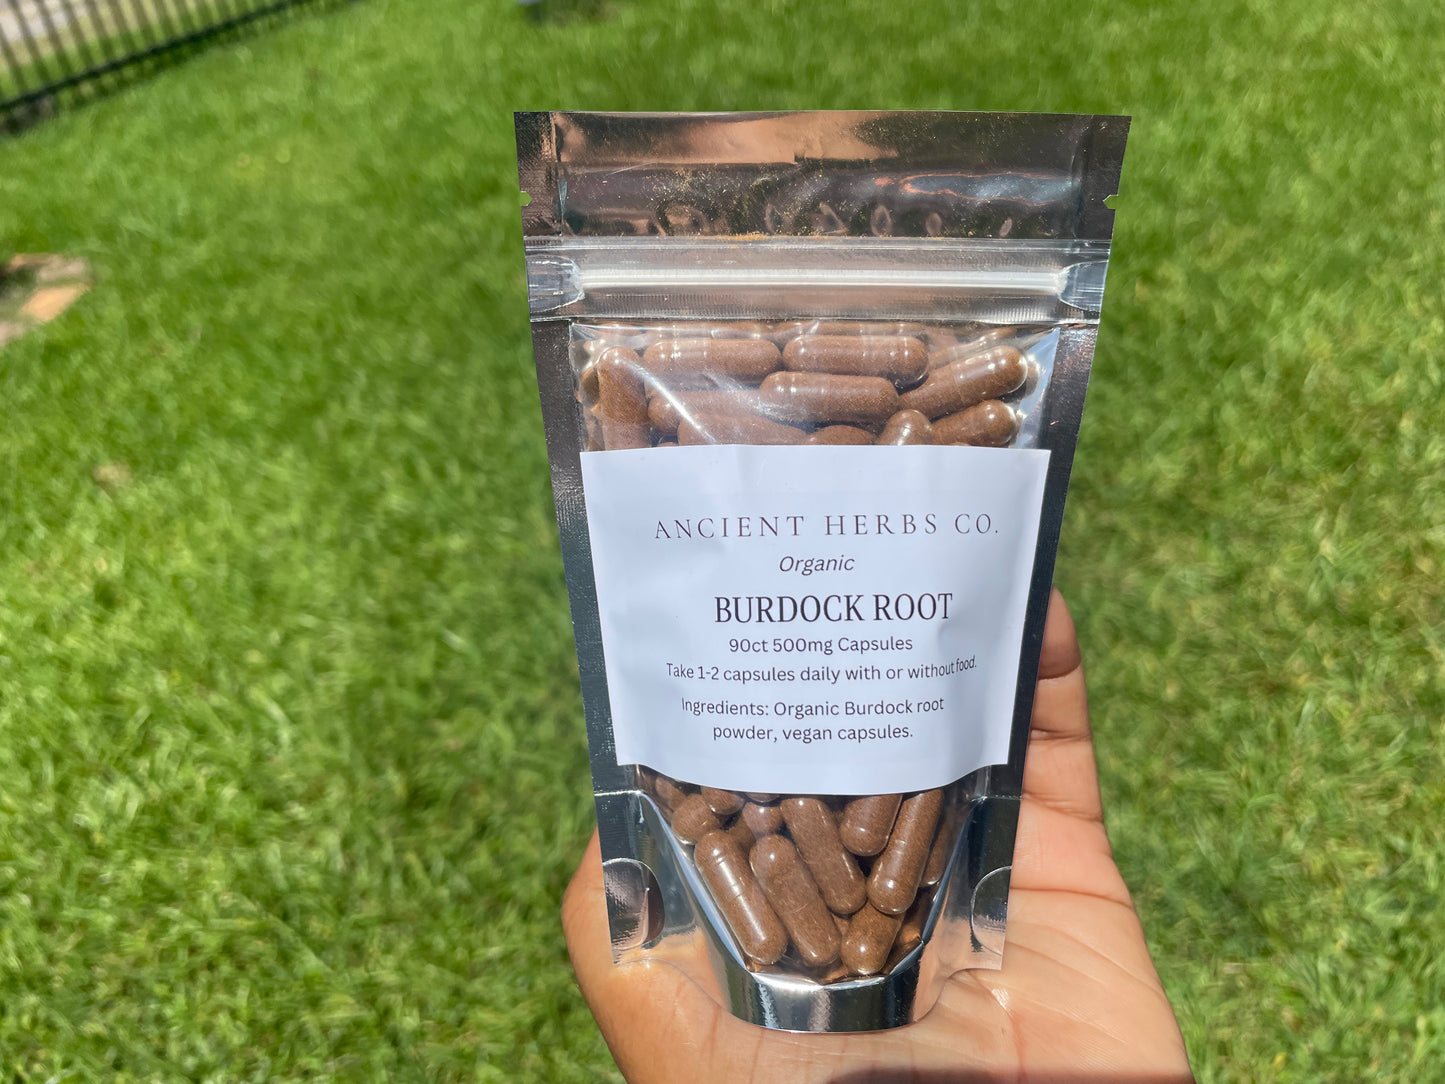 ANCIENT HERBS CO.
Organic
BURDOCK ROOT
90ct 500mg Capsules
Take 1-2 capsules daily with or without food.
Ingredients: Organic Burdock root
powder, vegan capsules.